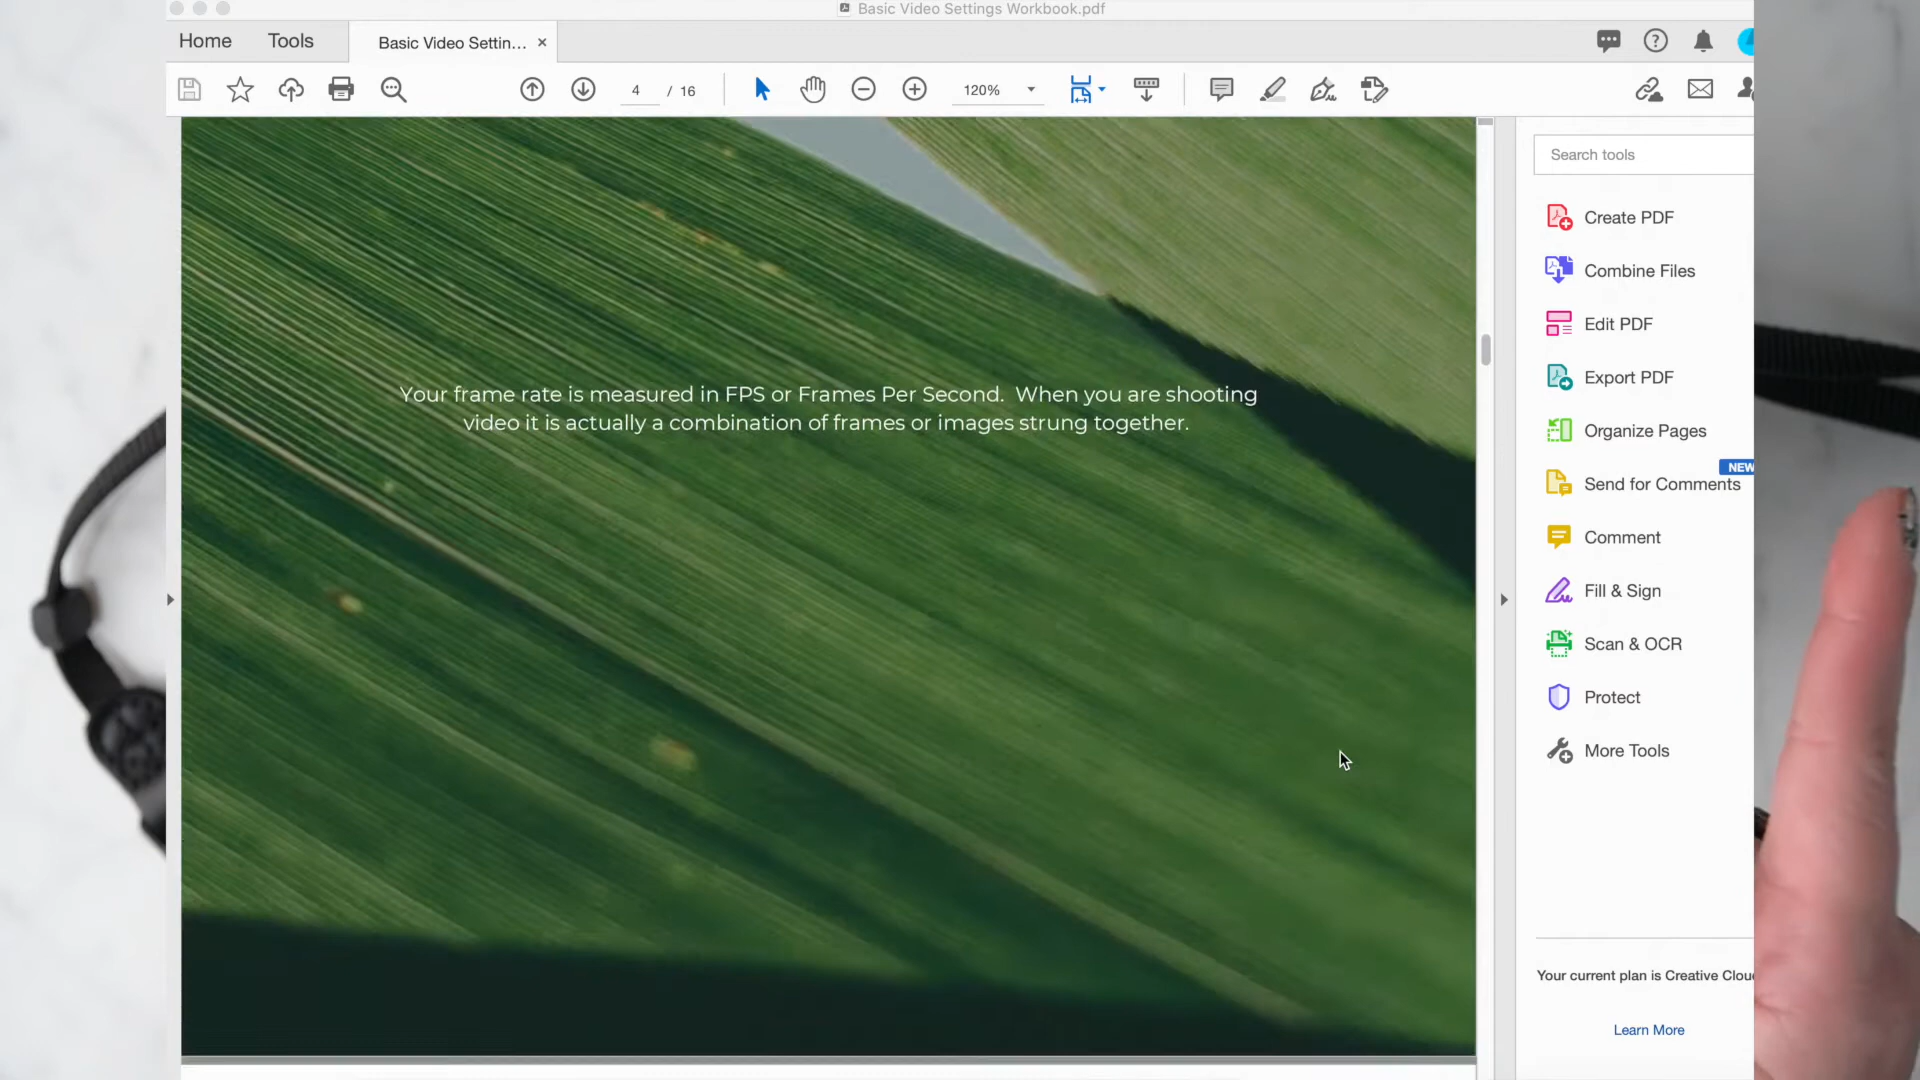 Basic Video Settings Workbook.pdf
Home
Tools
Basic Video Settin...
4 / 16
120%
Search tools
Create PDF
Combine Files
Edit PDF
Export PDF
Organize Pages
NEW
Send for Comments
Comment
Fill & Sign
Scan & OCR
Protect
More Tools
Your frame rate is measured in FPS or Frames Per Second. When you are shooting
video it is actually a combination of frames or images strung together.
Your current plan is Creative Clou
Learn More